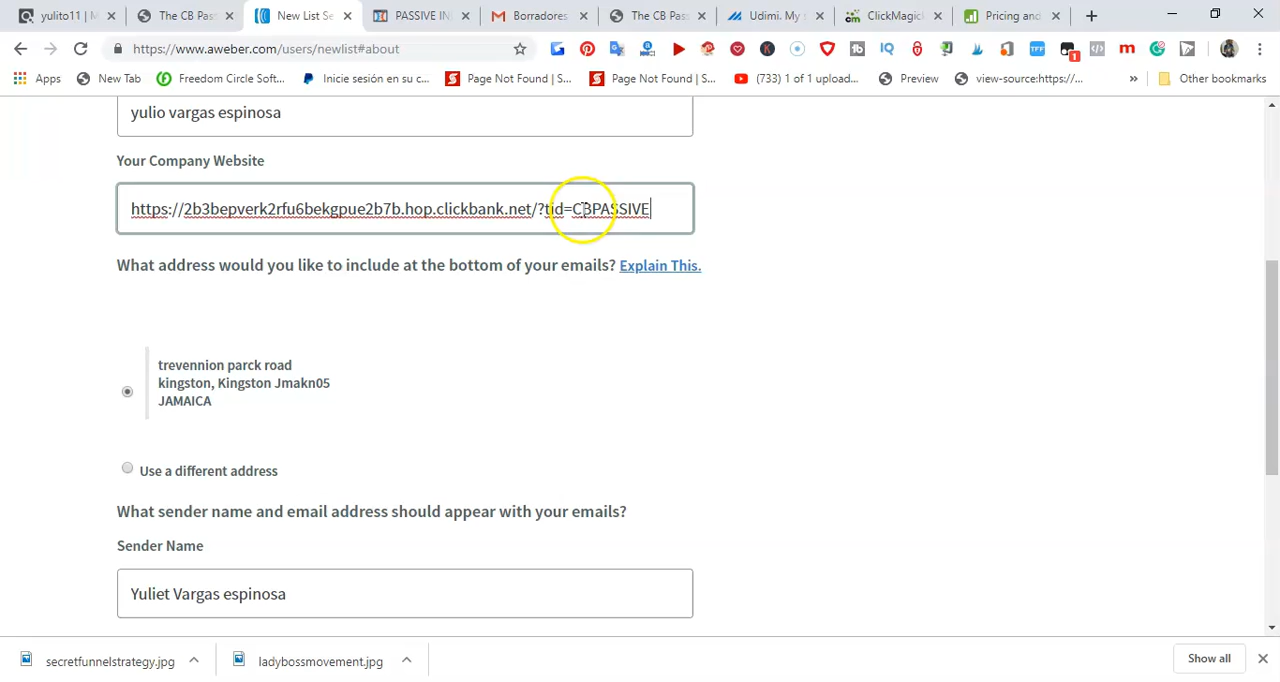 yulito11 | M
The CB Pas
New List Se
PASSIVE IN
Borradores
The CB Pas
Udimi. My s
ClickMagick
Pricing and
https://www.aweber.com/users/newlist#about
Apps
New Tab
Freedom Circle Soft...
Inicie sesión en su c...
Page Not Found | S...
Page Not Found | S...
(733) 1 of 1 upload...
Preview
view-source:https://...
»
Other bookmarks
yulio vargas espinosa
Your Company Website
https://2b3bepverk2rfu6bekgpue2b7b.hop.clickbank.net/?tid=CBPASSIVE
What address would you like to include at the bottom of your emails? Explain This.
trevennion parck road
kingston, Kingston Jmakn05
JAMAICA
Use a different address
What sender name and email address should appear with your emails?
Sender Name
Yuliet Vargas espinosa
secretfunnelstrategy.jpg
ladybossmovement.jpg
Show all